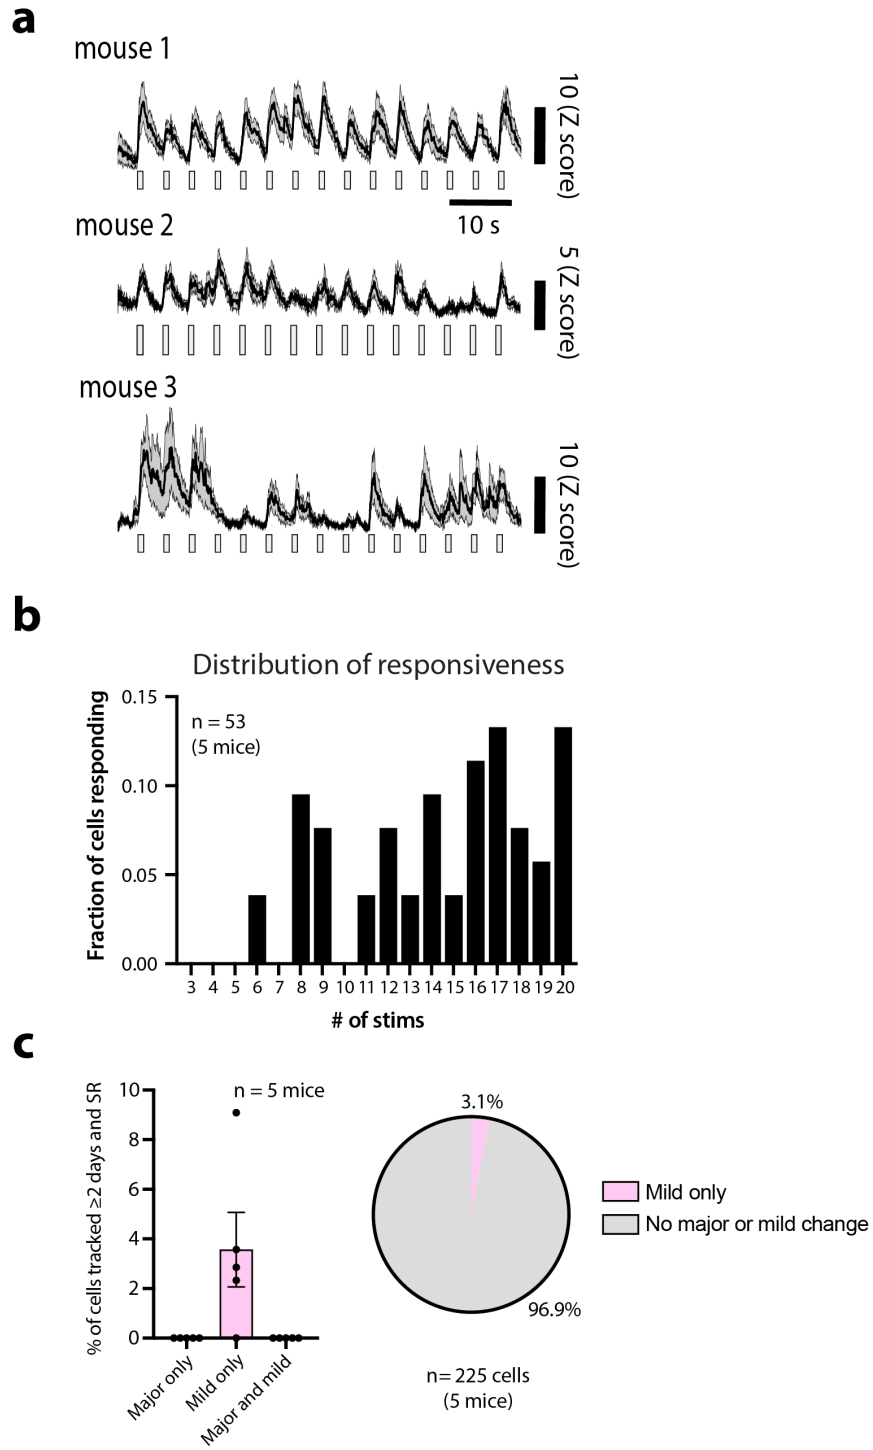 a
mouse 1
10 (Z score)
10 s
mouse 2
5 (Z score)
mouse 3
10 (Z score)
b
Distribution of responsiveness
Fraction of cells responding
0.15
0.10
0.05
0.00
n = 53
(5 mice)
3 4 5 6 7 8 9 10 11 12 13 14 15 16 17 18 19 20
# of stims
c
% of cells tracked ≥2 days and SR
10
8
6
4
2
0
n = 5 mice
Major only
Mild only
Major and mild
3.1%
96.9%
Mild only
No major or mild change
n= 225 cells
(5 mice)